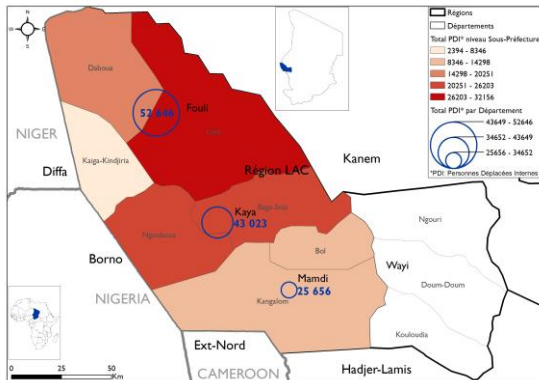 N
W
E
S
Régions
Départements
Total PDI* niveau Sous-Préfecture
2394 - 8346
8346 - 14298
14298 - 20251
20251 - 26203
26203 - 32156
Total PDI* par Département
43649 - 52646
34652 - 43649
25656 - 34652
*PDI: Personnes Déplacées Internes
Daboua
52 646
Fouli
NIGER
Kaiga-Kindjiria
Diffa
Région LAC
Kanem
Kaya
43 023
Ngouboua
Baga-Sola
Ngouri
Borno
Bol
Wayi
Mamdi
25 656
Doum-Doum
NIGERIA
Kangalom
Kouloudia
Ext-Nord
Hadjer-Lamis
CAMEROON
0 25 50
Km